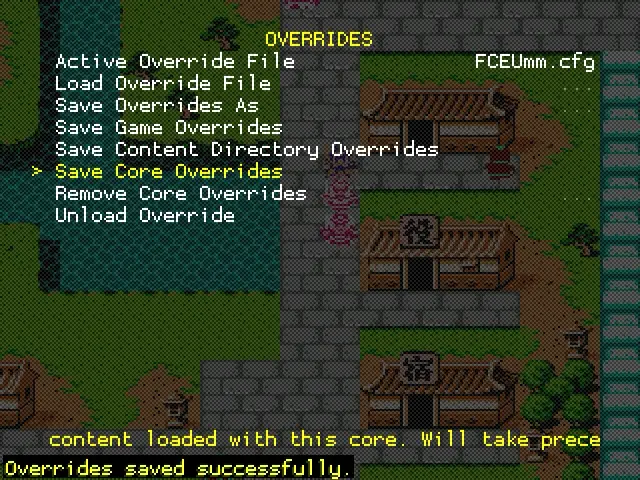 OVERRIDES
Active Override File FCEUmm.cfg
Load Override File ...
Save Overrides As ...
Save Game Overrides
Save Content Directory Overrides
> Save Core Overrides
Remove Core Overrides ...
Unload Override
役
宿
content loaded with this core. Will take prece
Overrides saved successfully.